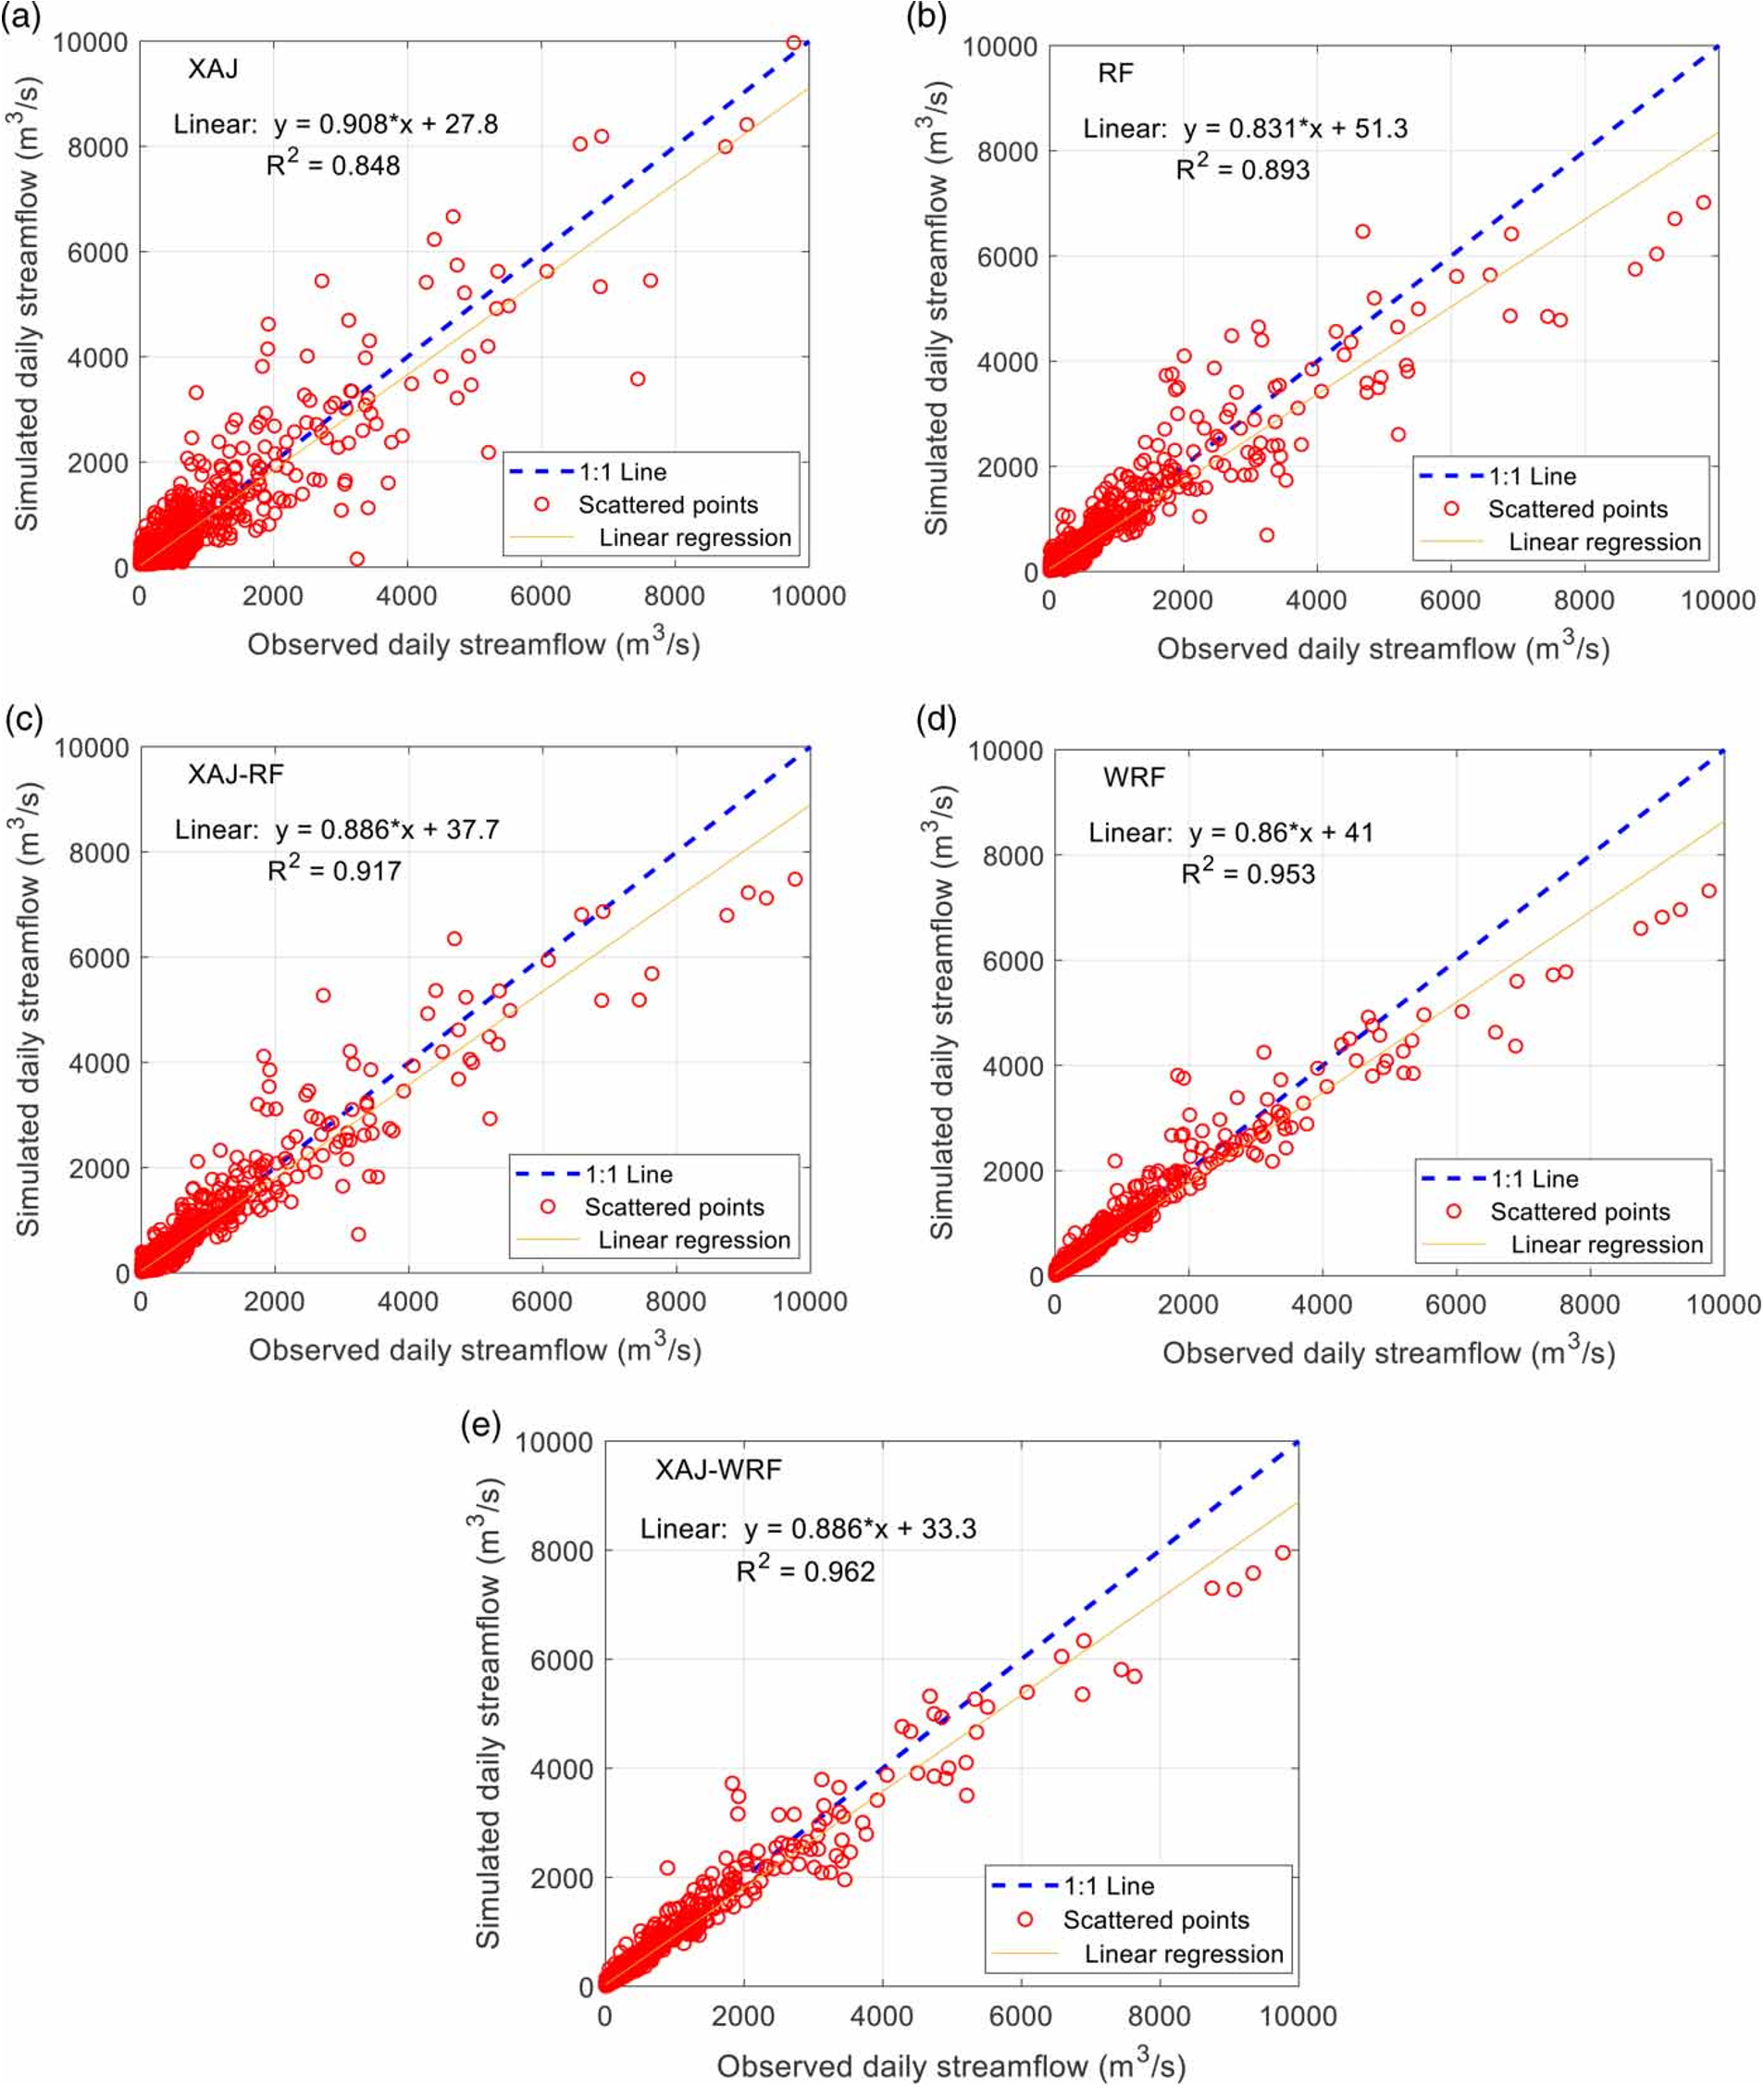 (a)
XAJ
Linear: y = 0.908*x + 27.8
R² = 0.848
10000
8000
6000
4000
2000
0
0 2000 4000 6000 8000 10000
Simulated daily streamflow (m³/s)
Observed daily streamflow (m³/s)
1:1 Line
Scattered points
Linear regression
(b)
RF
Linear: y = 0.831*x + 51.3
R² = 0.893
10000
8000
6000
4000
2000
0
0 2000 4000 6000 8000 10000
Simulated daily streamflow (m³/s)
Observed daily streamflow (m³/s)
1:1 Line
Scattered points
Linear regression
(c)
XAJ-RF
Linear: y = 0.886*x + 37.7
R² = 0.917
10000
8000
6000
4000
2000
0
0 2000 4000 6000 8000 10000
Simulated daily streamflow (m³/s)
Observed daily streamflow (m³/s)
1:1 Line
Scattered points
Linear regression
(d)
WRF
Linear: y = 0.86*x + 41
R² = 0.953
10000
8000
6000
4000
2000
0
0 2000 4000 6000 8000 10000
Simulated daily streamflow (m³/s)
Observed daily streamflow (m³/s)
1:1 Line
Scattered points
Linear regression
(e)
XAJ-WRF
Linear: y = 0.886*x + 33.3
R² = 0.962
10000
8000
6000
4000
2000
0
0 2000 4000 6000 8000 10000
Simulated daily streamflow (m³/s)
Observed daily streamflow (m³/s)
1:1 Line
Scattered points
Linear regression